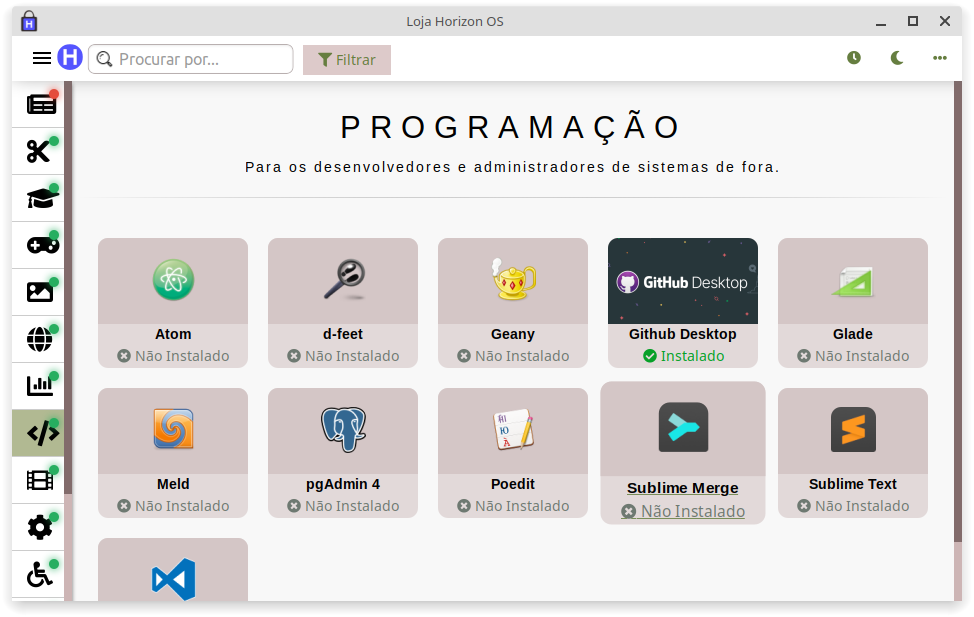 Loja Horizon OS
H
Procurar por...
Filtrar
PROGRAMAÇÃO
Para os desenvolvedores e administradores de sistemas de fora.
Atom
Não Instalado
d-feet
Não Instalado
Geany
Não Instalado
GitHub Desktop
Github Desktop
Instalado
Glade
Não Instalado
Meld
Não Instalado
pgAdmin 4
Não Instalado
Poedit
Não Instalado
Sublime Merge
Não Instalado
Sublime Text
Não Instalado